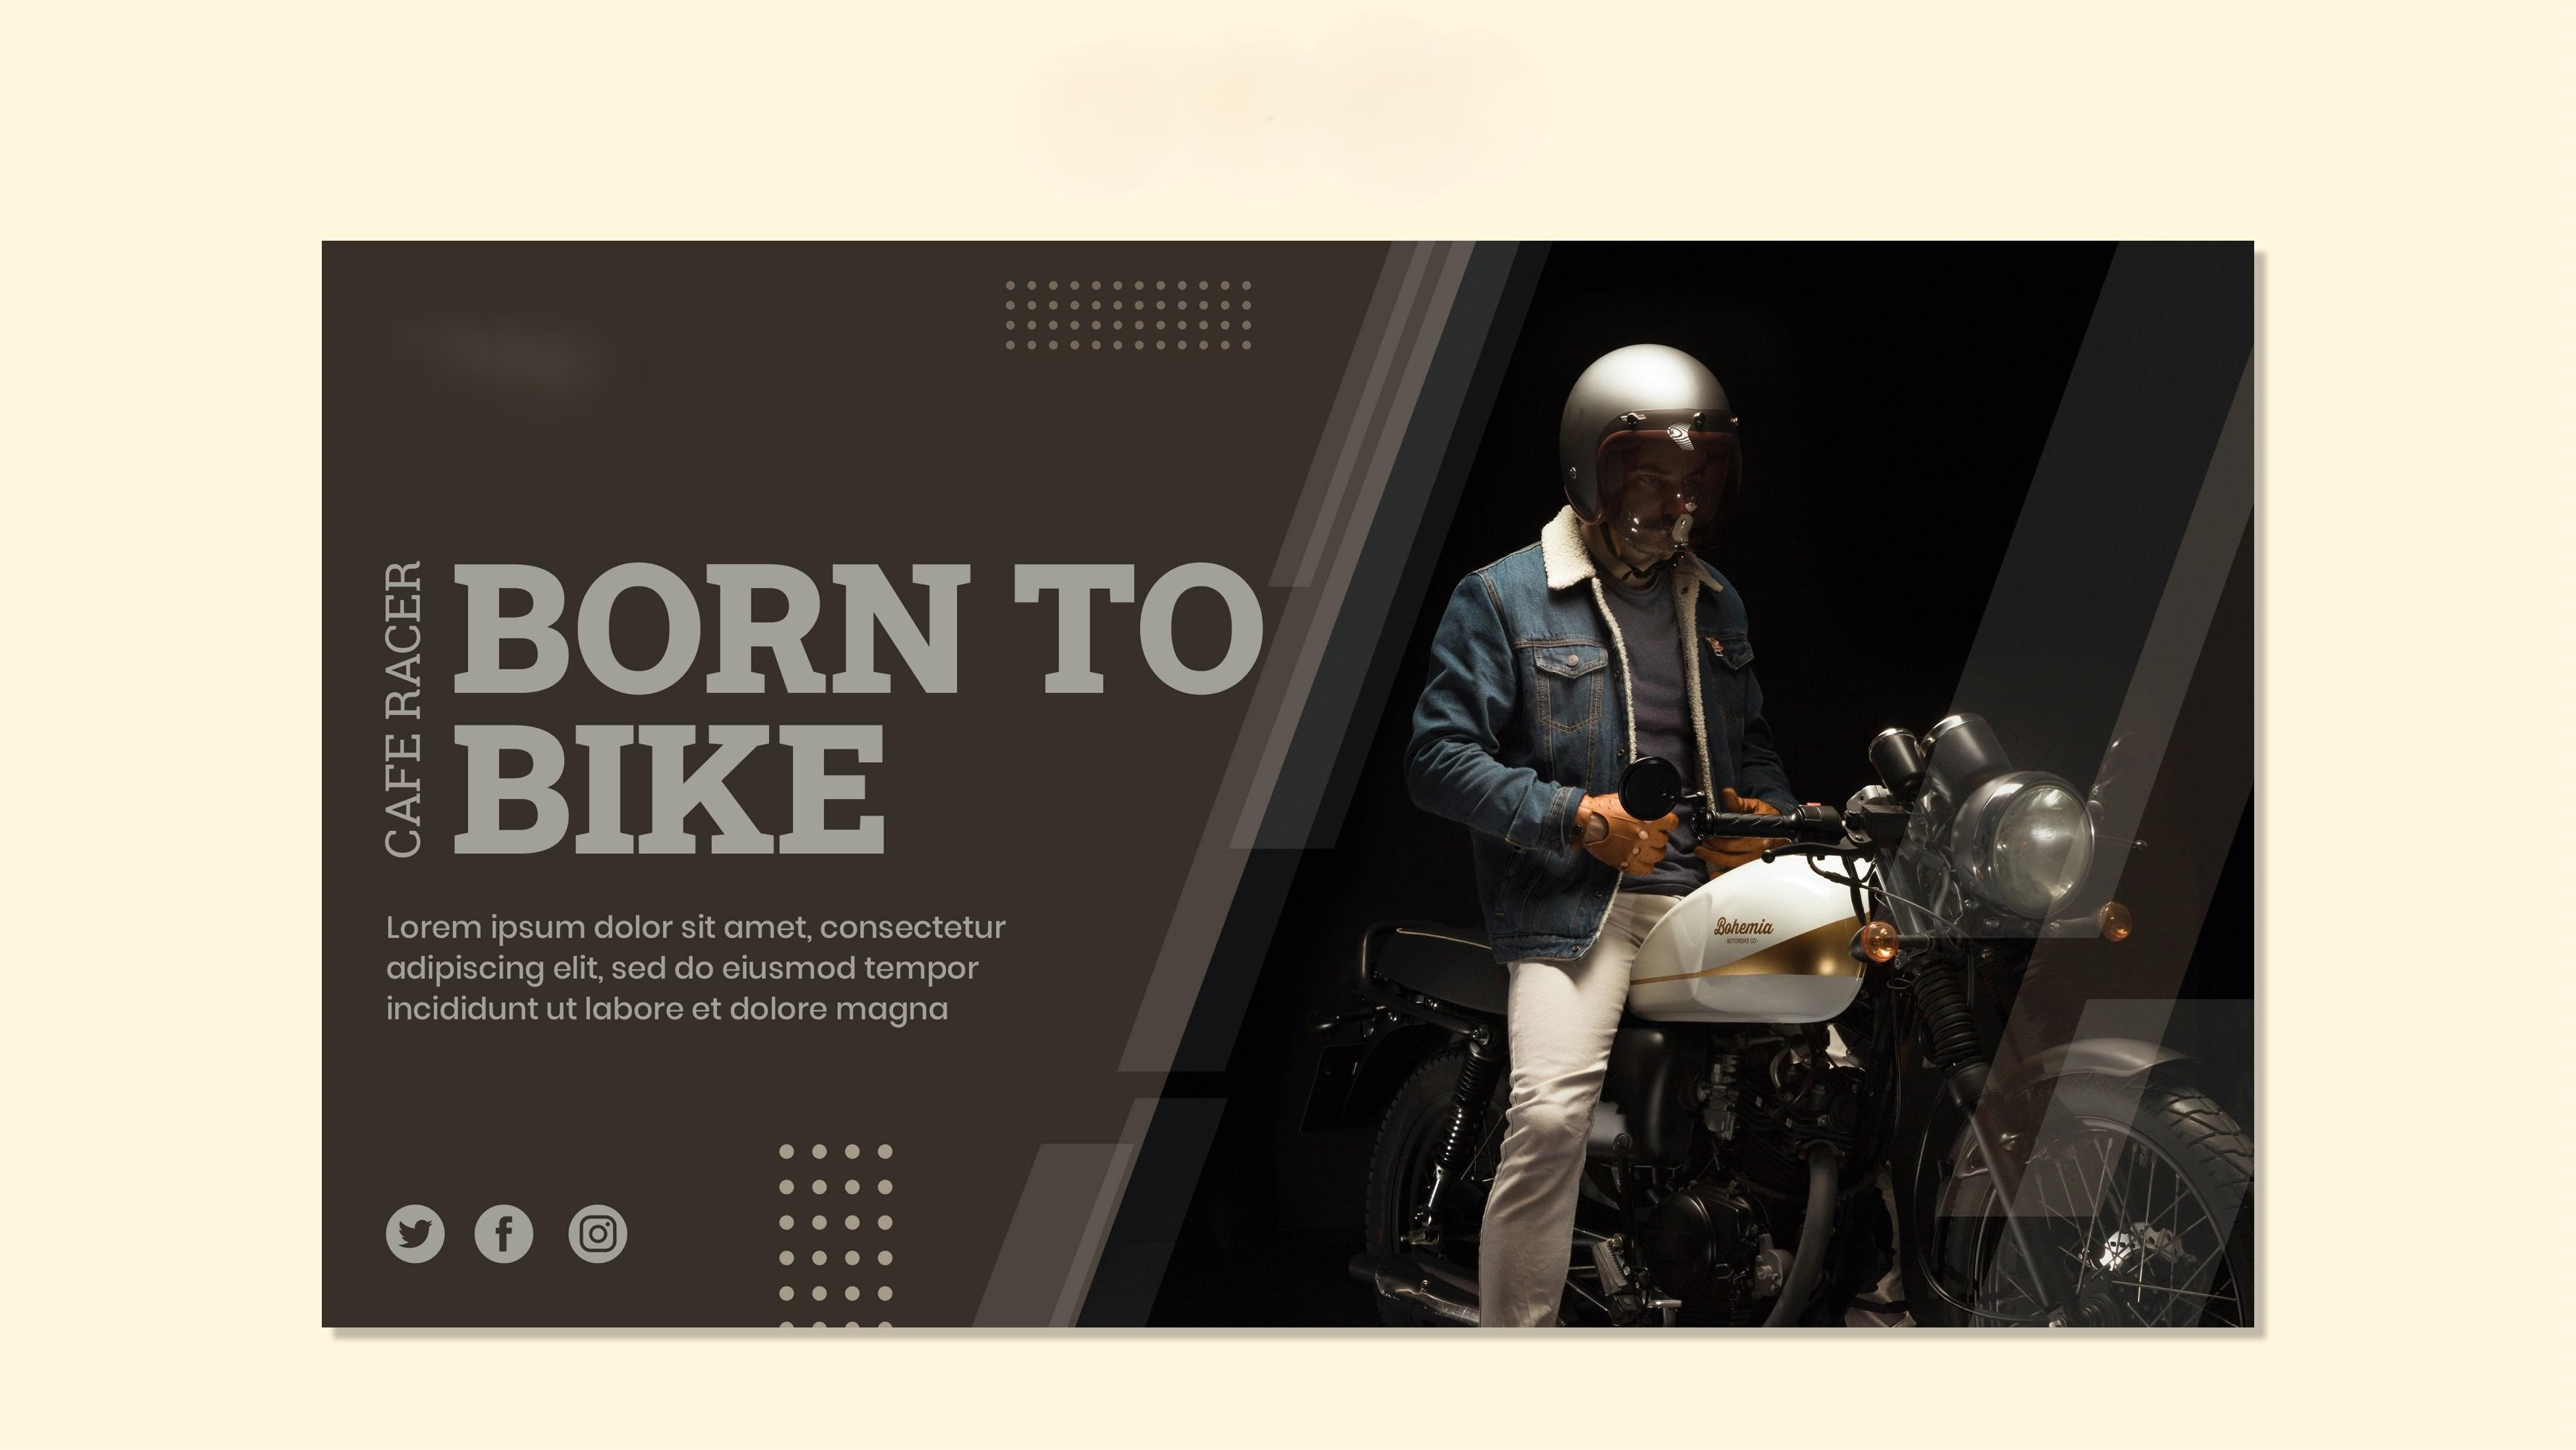 CAFE RACER
BORN TO
BIKE
Lorem ipsum dolor sit amet, consectetur
adipiscing elit, sed do eiusmod tempor
incididunt ut labore et dolore magna
Bohemia
MOTORBIKE CO